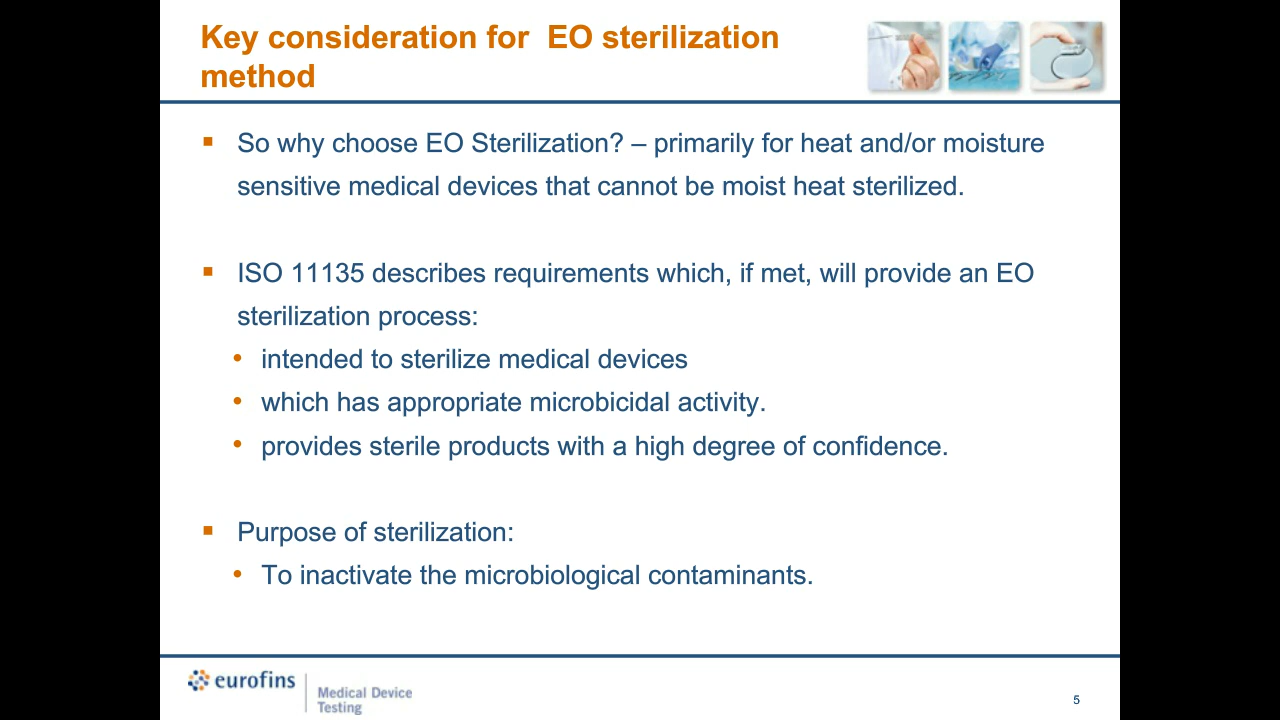 Key consideration for  EO sterilization
method
▪ So why choose EO Sterilization? – primarily for heat and/or moisture
sensitive medical devices that cannot be moist heat sterilized.
▪ ISO 11135 describes requirements which, if met, will provide an EO
sterilization process:
• intended to sterilize medical devices
• which has appropriate microbicidal activity.
• provides sterile products with a high degree of confidence.
▪ Purpose of sterilization:
• To inactivate the microbiological contaminants.
eurofins
Medical Device
Testing
5